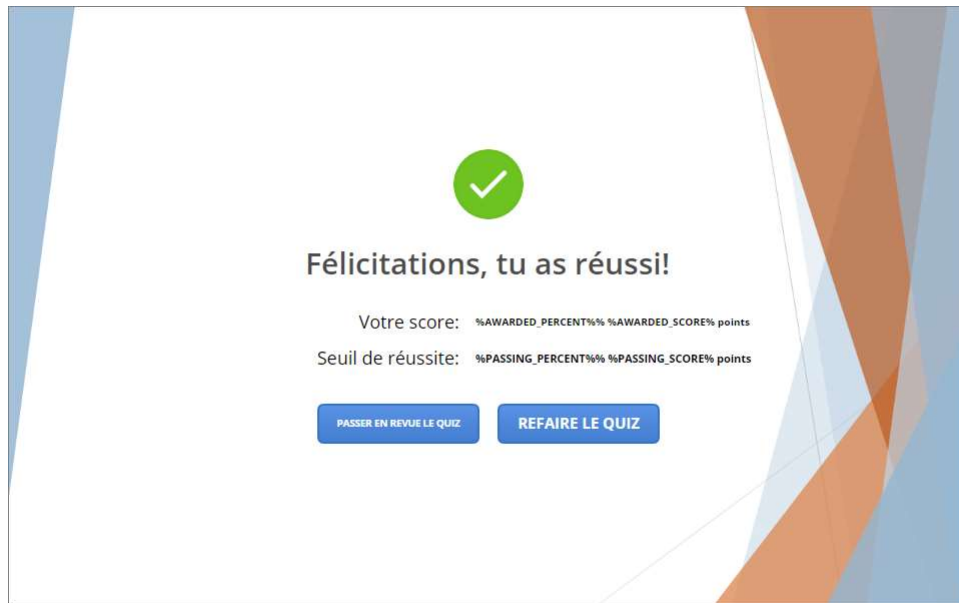 Félicitations, tu as réussi!
Votre score: %AWARDED_PERCENT%% %AWARDED_SCORE% points
Seuil de réussite: %PASSING_PERCENT%% %PASSING_SCORE% points
PASSER EN REVUE LE QUIZ REFAIRE LE QUIZ